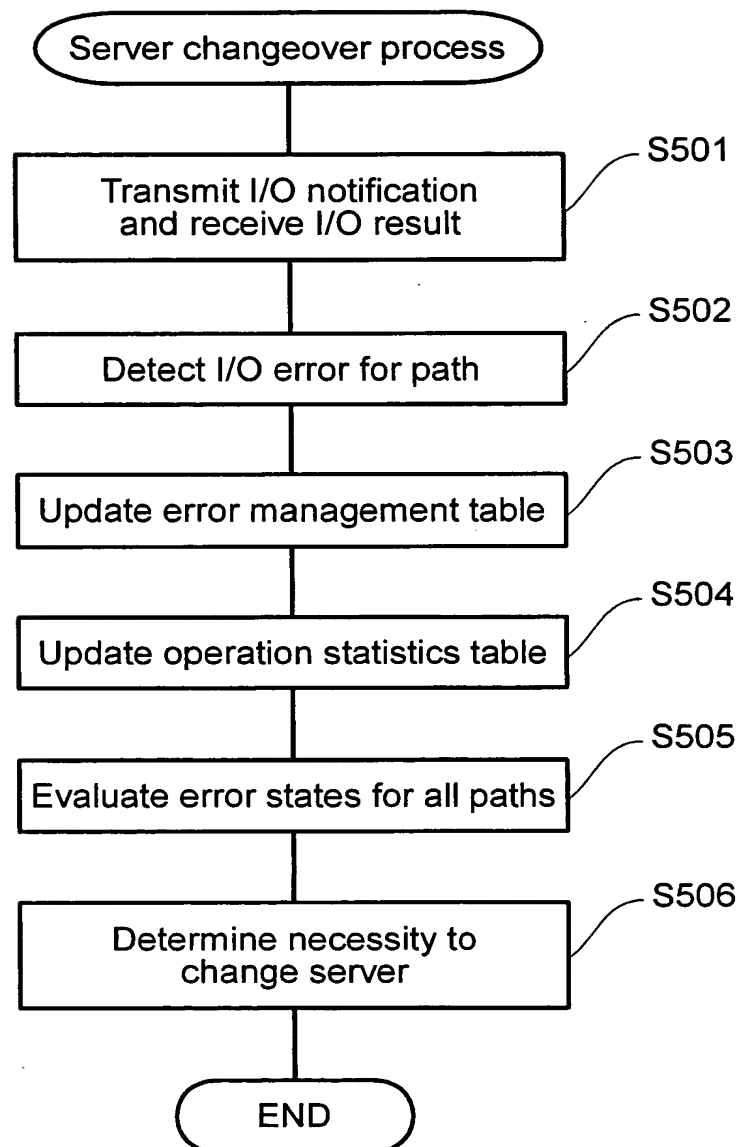 Server changeover process
S501
Transmit I/O notification
and receive I/O result
S502
Detect I/O error for path
S503
Update error management table
S504
Update operation statistics table
S505
Evaluate error states for all paths
S506
Determine necessity to
change server
END